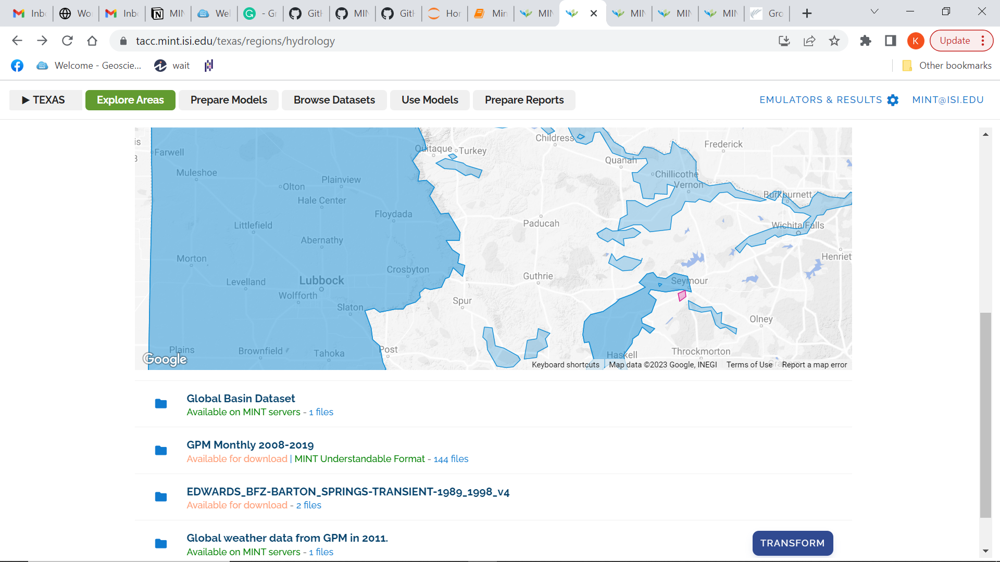 Inb
Wo
Inb
MIN
Wel
- Gr
GitH
MIN
GitH
Hor
Min
MIN
MIN
MIN
MIN
Gro
tacc.mint.isi.edu/texas/regions/hydrology
K
Update
Welcome - Geoscie...
wait
Other bookmarks
▶ TEXAS
Explore Areas
Prepare Models
Browse Datasets
Use Models
Prepare Reports
EMULATORS & RESULTS
MINT@ISI.EDU
is
3
Childress
Frederick
Farwell
Quitaque
Turkey
Quanah
Muleshoe
Chillicothe
Olton
Plainview
Vernon
Hale Center
Burkburnett
Floydada
Paducah
Littlefield
Wichita Falls
Abernathy
Morton
Henriet
Crosbyton
Guthrie
Levelland
Lubbock
Seymour
Wolfforth
Slaton
Spur
Olney
Plains
Brownfield
Tahoka
Post
Haskell
Throckmorton
Google
Keyboard shortcuts
Map data ©2023 Google, INEGI
Terms of Use
Report a map error
Global Basin Dataset
Available on MINT servers - 1 files
GPM Monthly 2008-2019
Available for download | MINT Understandable Format - 144 files
EDWARDS_BFZ-BARTON_SPRINGS-TRANSIENT-1989_1998_v4
Available for download - 2 files
Global weather data from GPM in 2011.
Available on MINT servers - 1 files
TRANSFORM